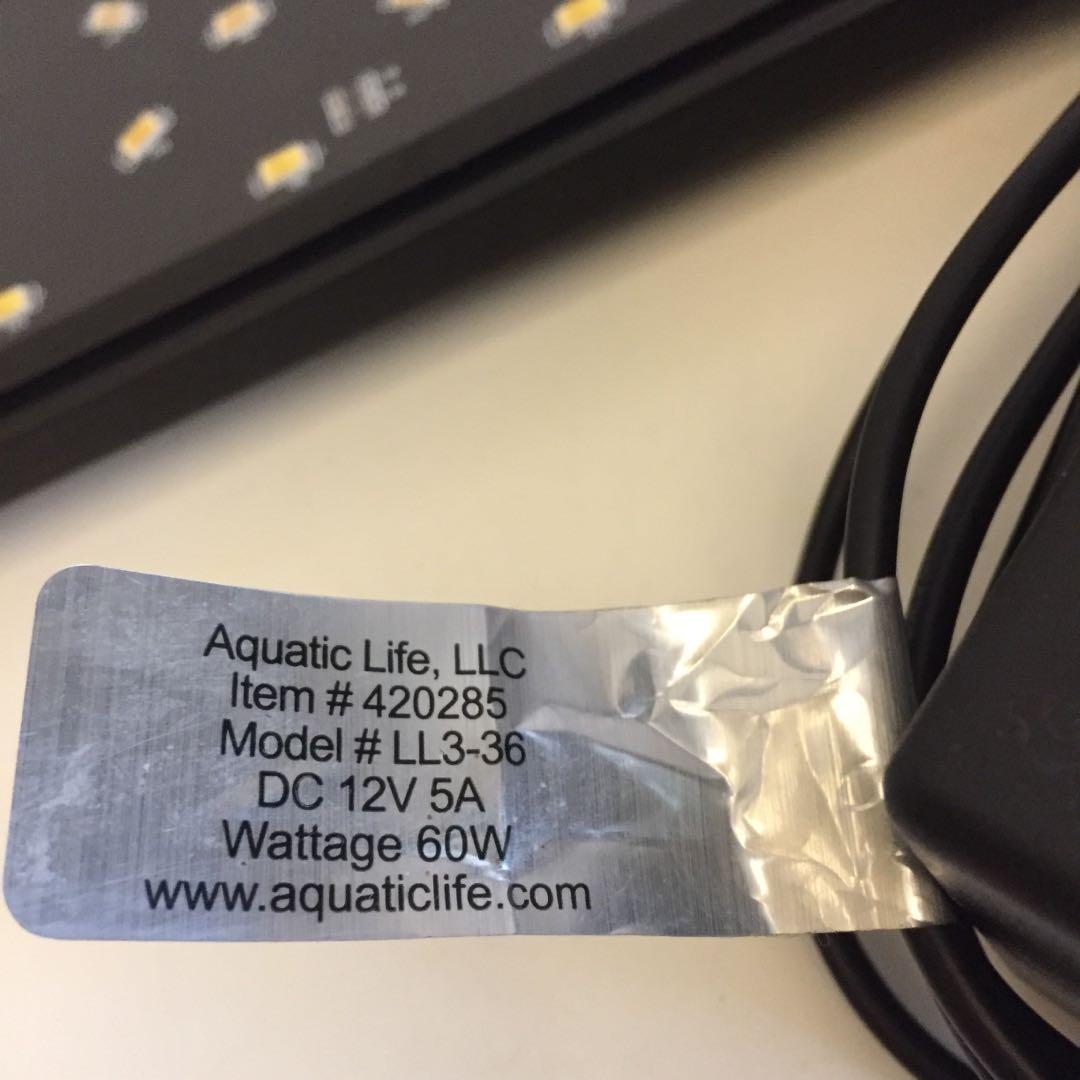 Aquatic Life, LLC
Item # 420285
Model # LL3-36
DC 12V 5A
Wattage 60W
www.aquaticlife.com